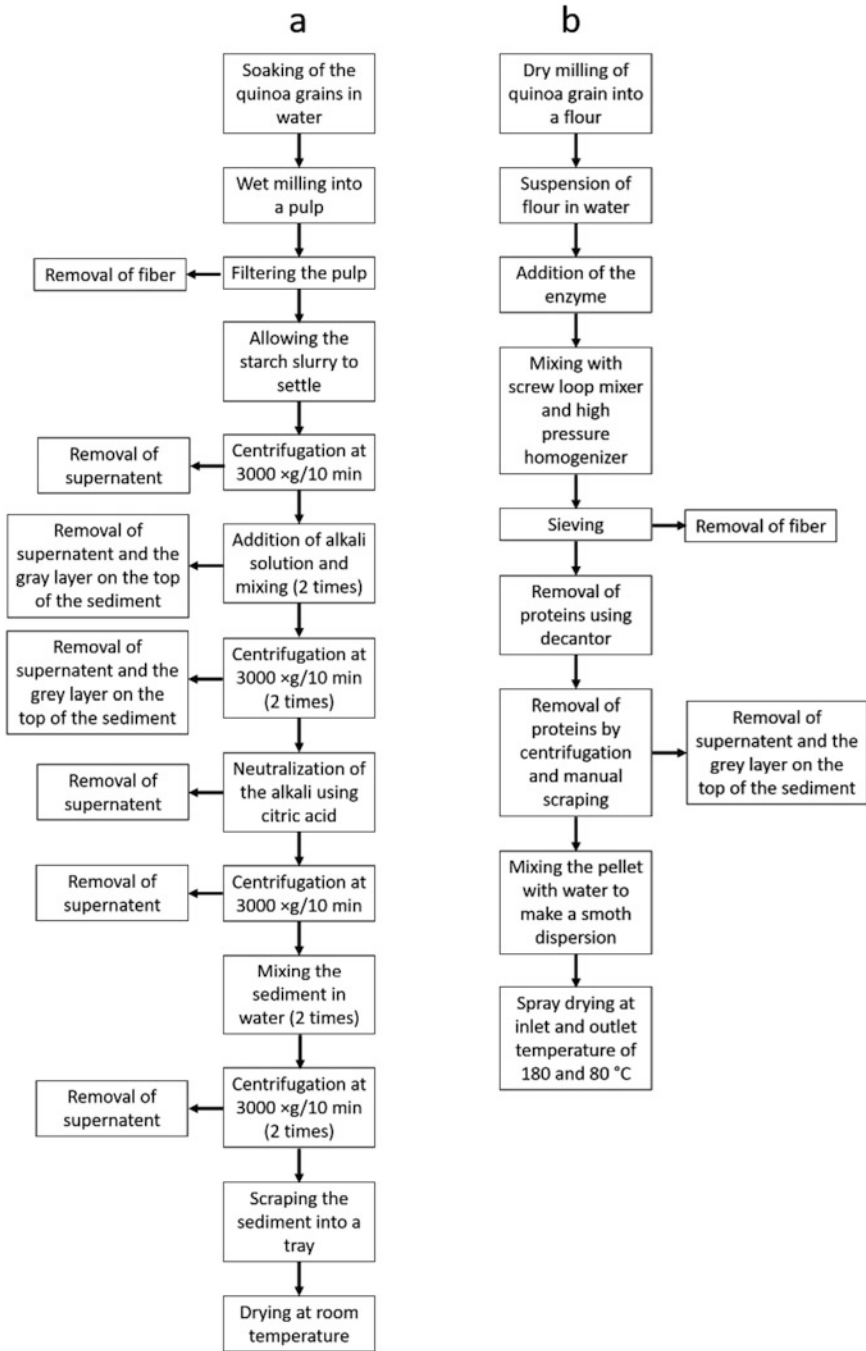 a
Soaking of the
quinoa grains in
water
Wet milling into
a pulp
Removal of fiber
Filtering the pulp
Allowing the
starch slurry to
settle
Removal of
supernatent
Centrifugation at
3000 ×g/10 min
Removal of
supernatent and the
gray layer on the top
of the sediment
Addition of alkali
solution and
mixing (2 times)
Removal of
supernatent and the
grey layer on the
top of the sediment
Centrifugation at
3000 ×g/10 min
(2 times)
Removal of
supernatent
Neutralization of
the alkali using
citric acid
Removal of
supernatent
Centrifugation at
3000 ×g/10 min
Mixing the
sediment in
water (2 times)
Removal of
supernatent
Centrifugation at
3000 ×g/10 min
(2 times)
Scraping the
sediment into a
tray
Drying at room
temperature
b
Dry milling of
quinoa grain into
a flour
Suspension of
flour in water
Addition of the
enzyme
Mixing with
screw loop mixer
and high
pressure
homogenizer
Sieving
Removal of fiber
Removal of
proteins using
decantor
Removal of
proteins by
centrifugation
and manual
scraping
Removal of
supernatent and the
grey layer on the
top of the sediment
Mixing the pellet
with water to
make a smoth
dispersion
Spray drying at
inlet and outlet
temperature of
180 and 80 °C